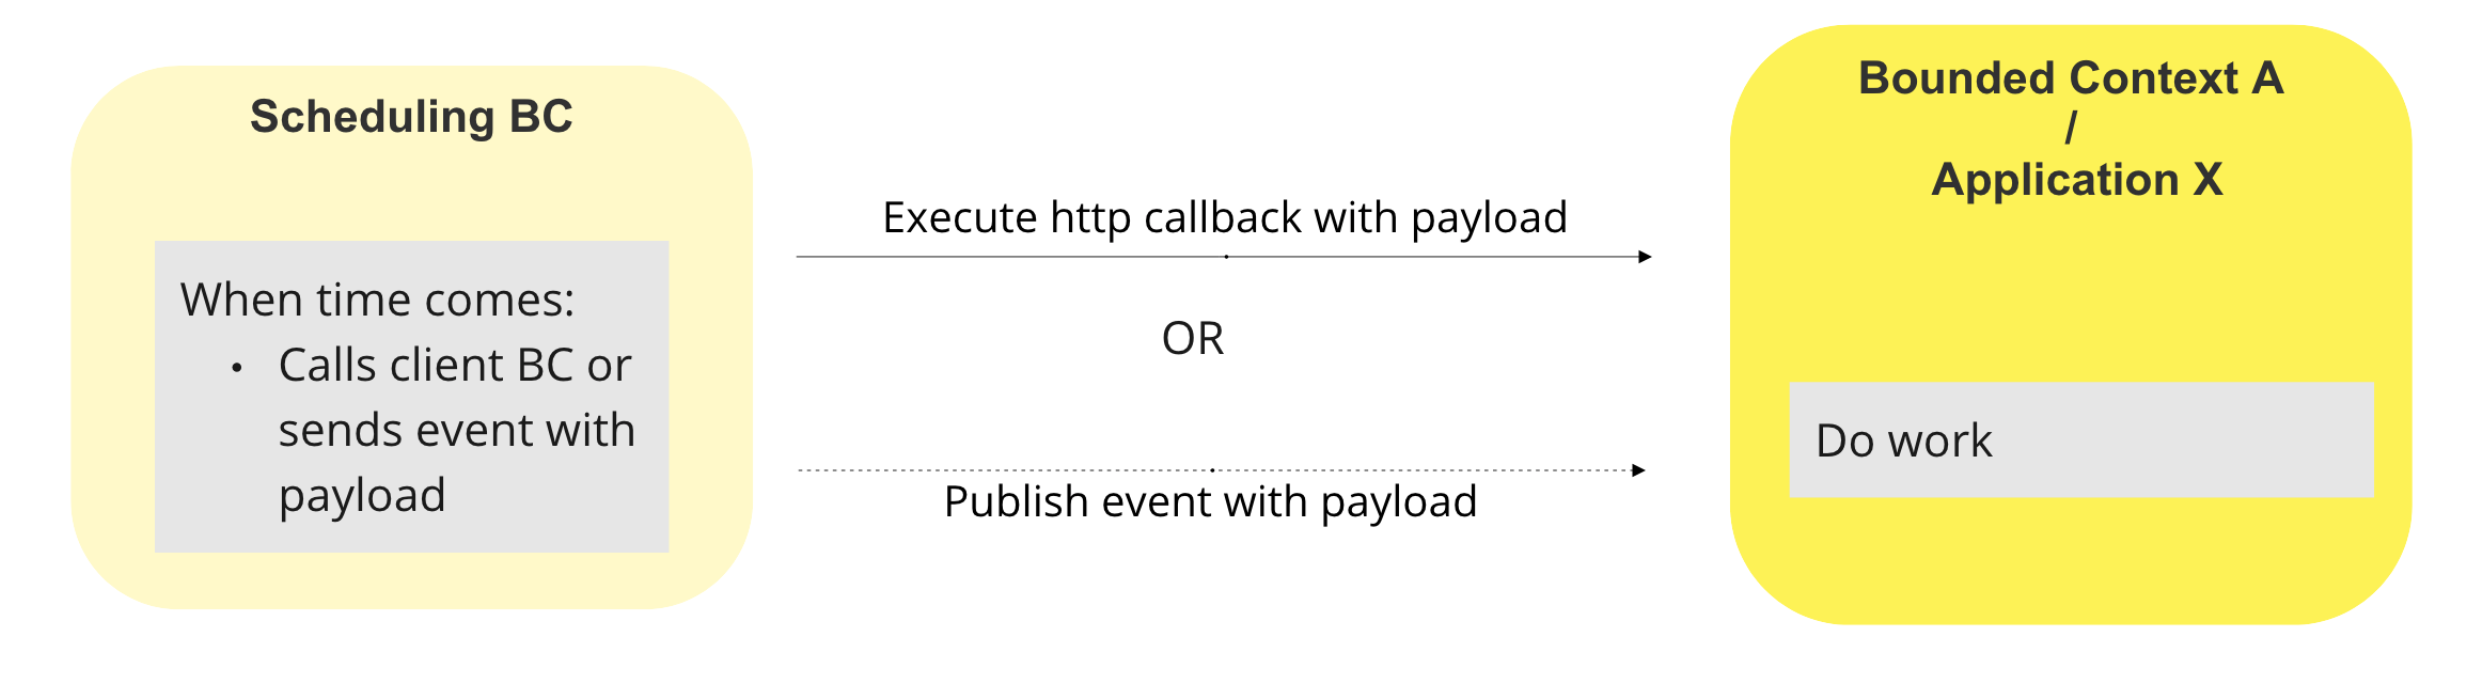 Scheduling BC
When time comes:
• Calls client BC or
sends event with
payload
Execute http callback with payload
OR
Publish event with payload
Bounded Context A
/
Application X
Do work